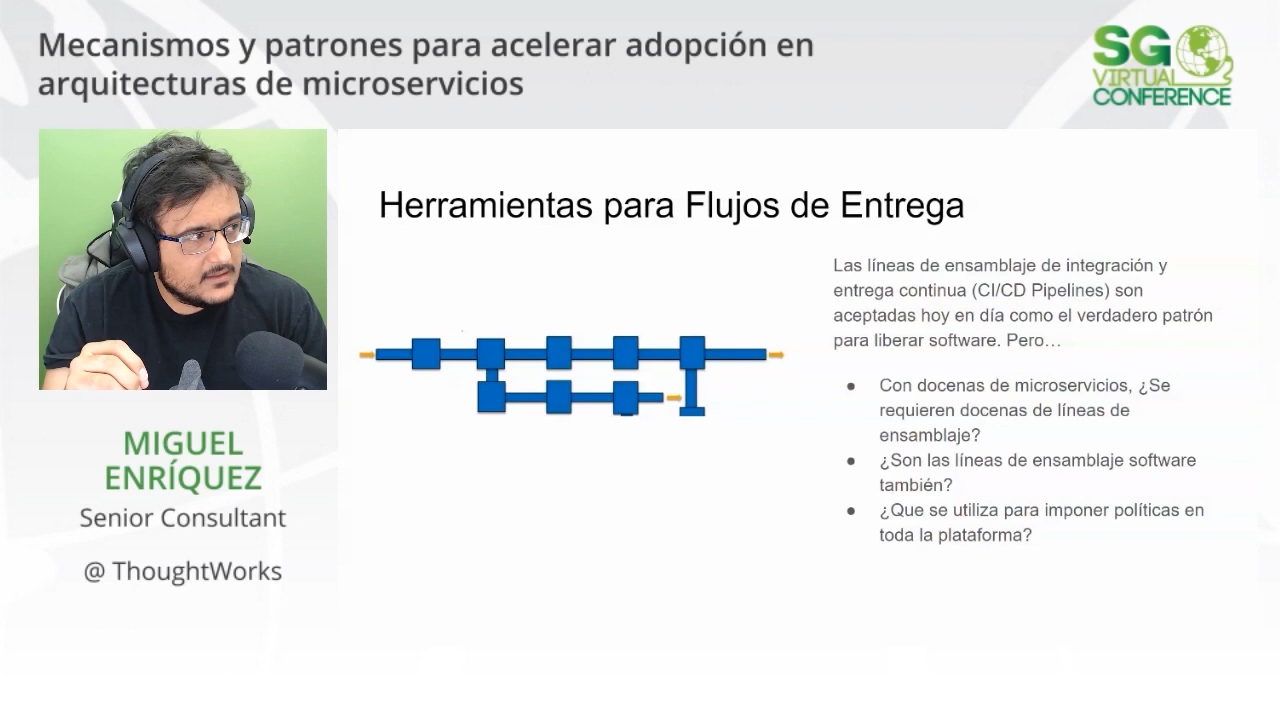 Mecanismos y patrones para acelerar adopción en
arquitecturas de microservicios
SG
VIRTUAL
CONFERENCE
Herramientas para Flujos de Entrega
Las líneas de ensamblaje de integración y
entrega continua (CI/CD Pipelines) son
aceptadas hoy en día como el verdadero patrón
para liberar software. Pero…
● Con docenas de microservicios, ¿Se
requieren docenas de líneas de
ensamblaje?
● ¿Son las líneas de ensamblaje software
también?
● ¿Que se utiliza para imponer políticas en
toda la plataforma?
MIGUEL
ENRÍQUEZ
Senior Consultant
@ ThoughtWorks